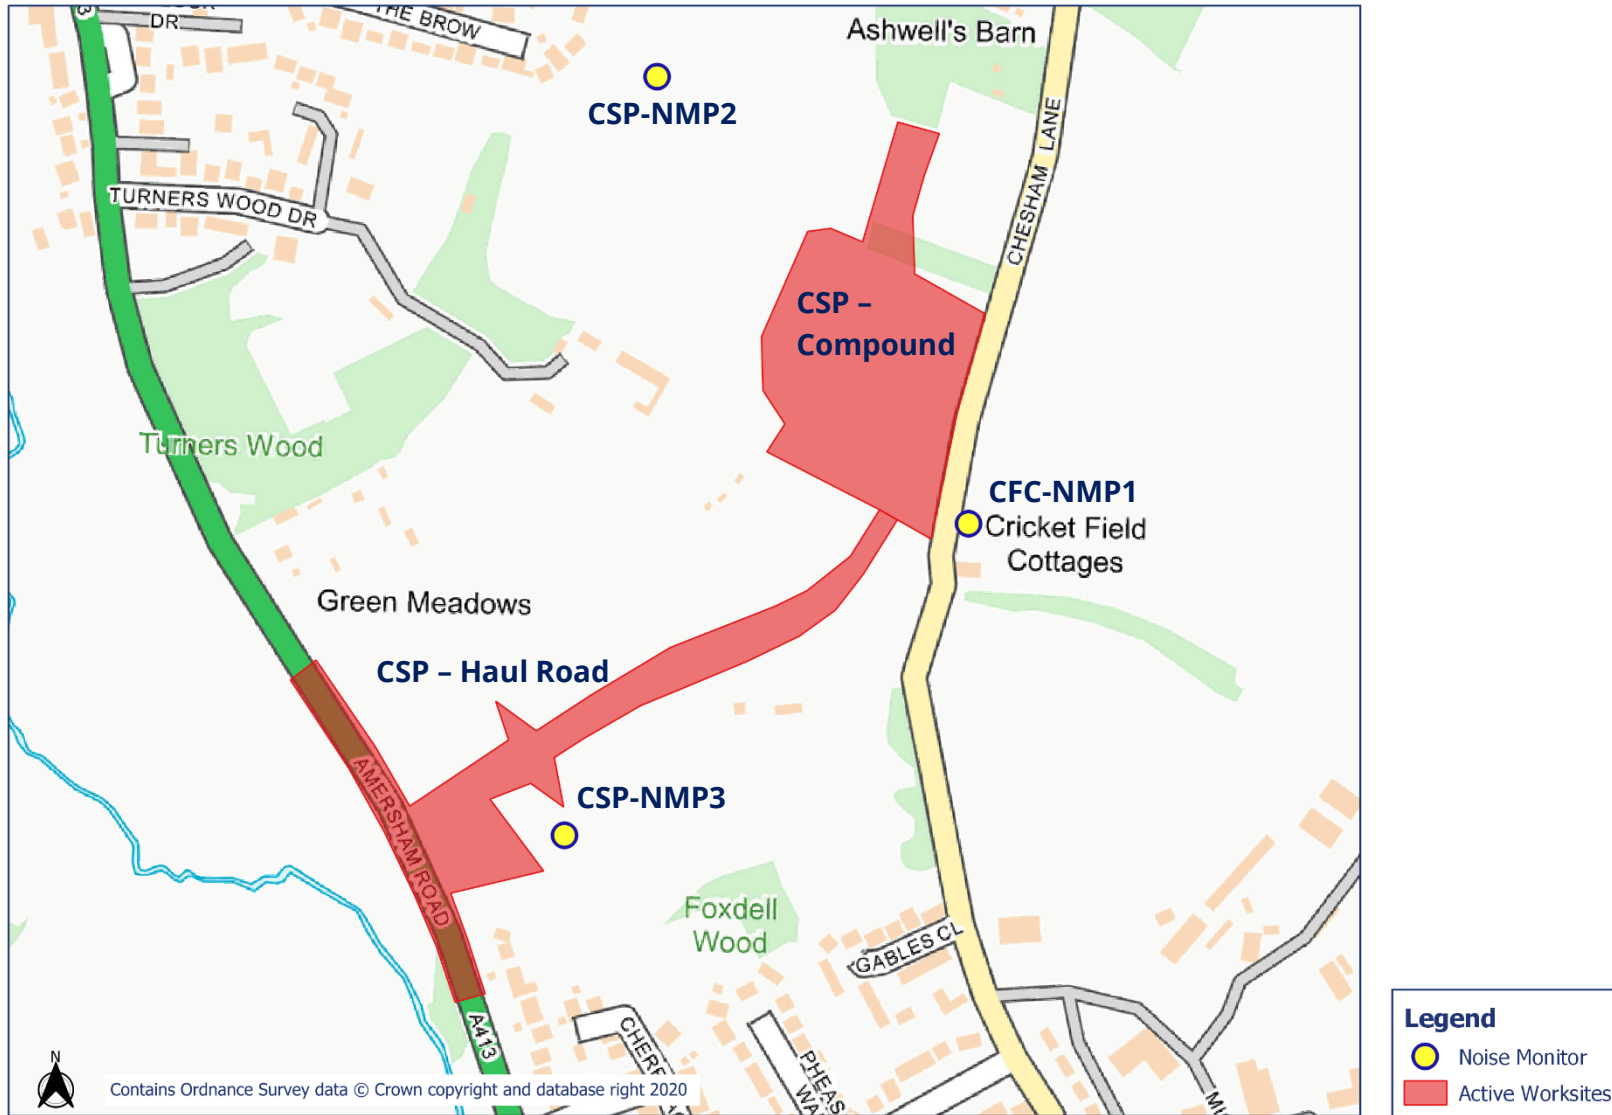 DR
THE BROW
Ashwell's Barn
CSP-NMP2
CHESHAM LANE
TURNERS WOOD DR
CSP –
Compound
Turners Wood
CFC-NMP1
Cricket Field
Cottages
Green Meadows
CSP – Haul Road
AMERSHAM ROAD
CSP-NMP3
Foxdell
Wood
GABLES CL
A413
N
Contains Ordnance Survey data © Crown copyright and database right 2020
Legend
Noise Monitor
Active Worksites